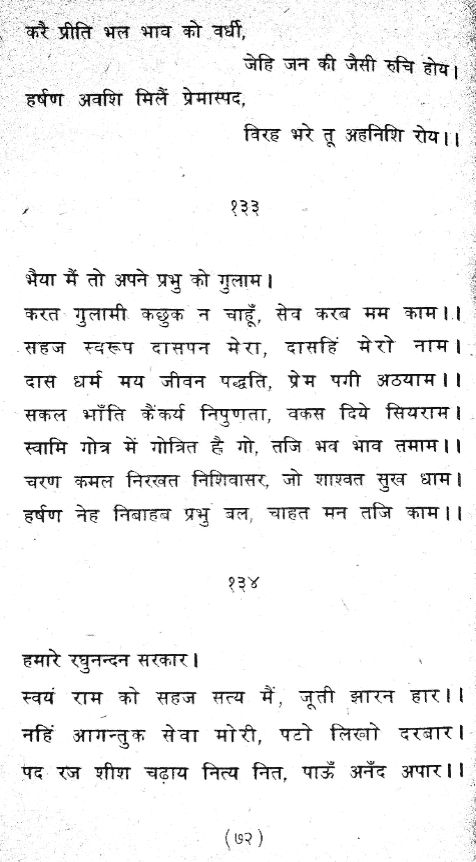 करै प्रीति भल भाव को वर्धी,
जेहि जन की जैसी रुचि होय।
हर्षण अवशि मिलैं प्रेमास्पद,
विरह भरे तू अहनिशि रोय।।
१३३
भैया मैं तो अपने प्रभु को गुलाम।
करत गुलामी कछुक न चाहूँ, सेव करब मम काम।।
सहज स्वरूप दासपन मेरा, दासहिं मेरो नाम।
दास धर्म मय जीवन पद्धति, प्रेम पगी अठयाम।।
सकल भाँति कैंकर्य निपुणता, वकस दिये सियराम।
स्वामि गोत्र में गोत्रित है गो, तजि भव भाव तमाम।।
चरण कमल निरखत निशिवासर, जो शाश्वत सुख धाम।
हर्षण नेह निबाहब प्रभु बल, चाहत मन तजि काम।।
१३४
हमारे रघुनन्दन सरकार।
स्वयं राम को सहज सत्य मैं, जूती झारन हार।।
नहिं आगन्तुक सेवा मोरी, पटो लिखो दरबार।
पद रज शीश चढ़ाय नित्य नित, पाऊँ अनँद अपार।।
(७२)